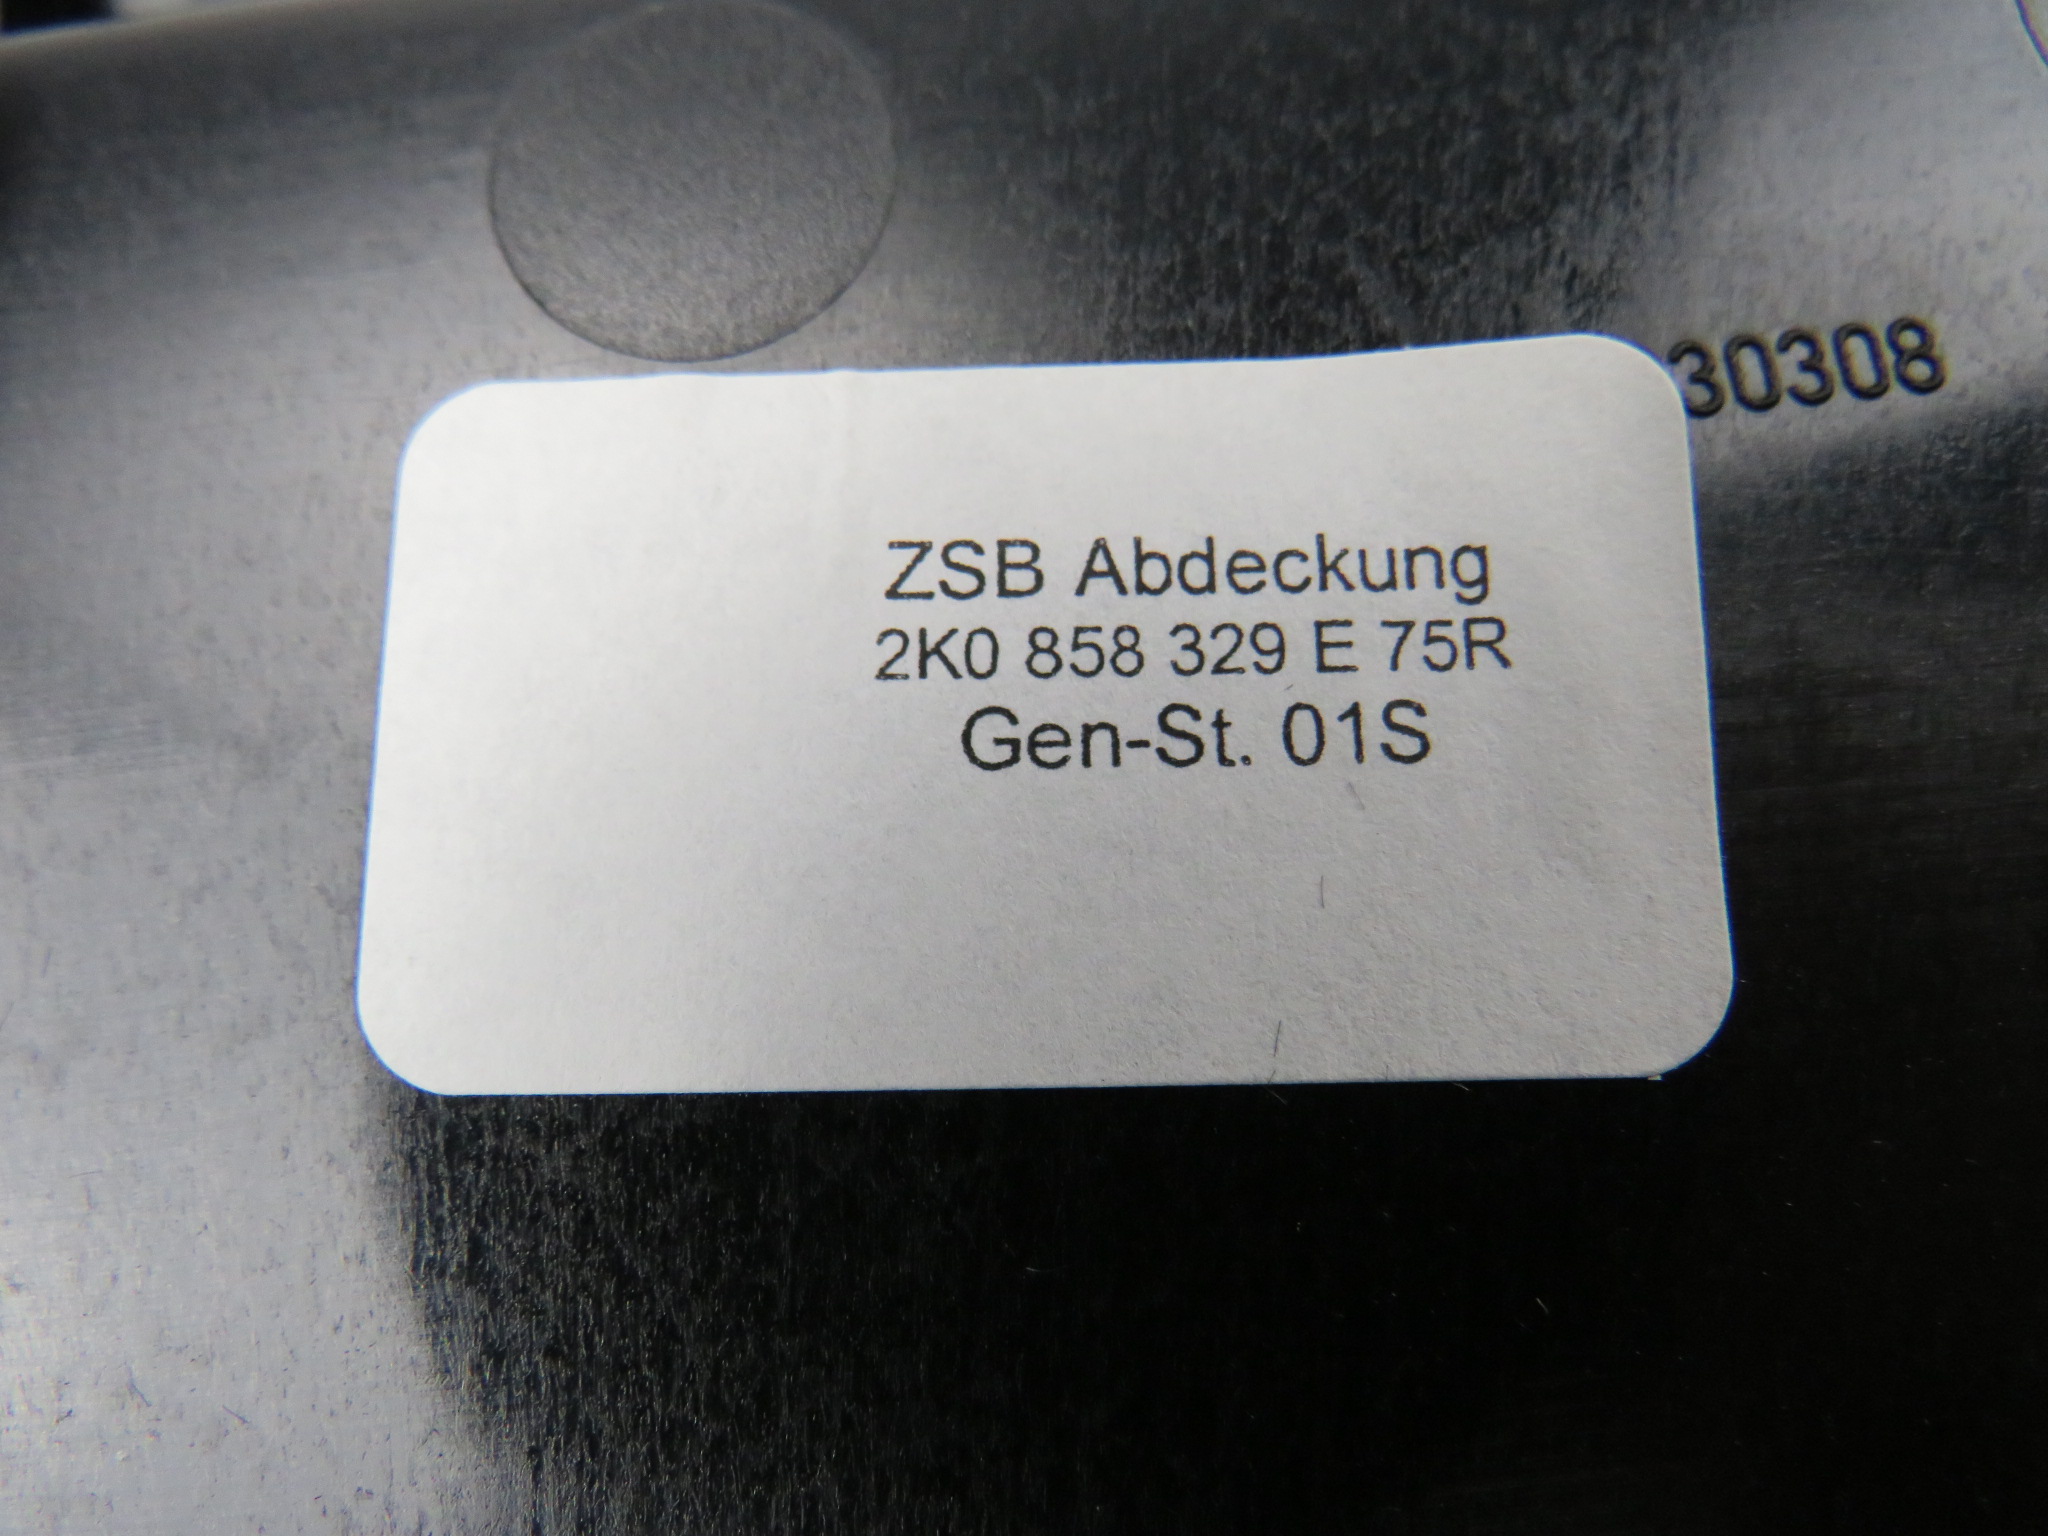 30308
ZSB Abdeckung
2K0 858 329 E 75R
Gen-St. 01S